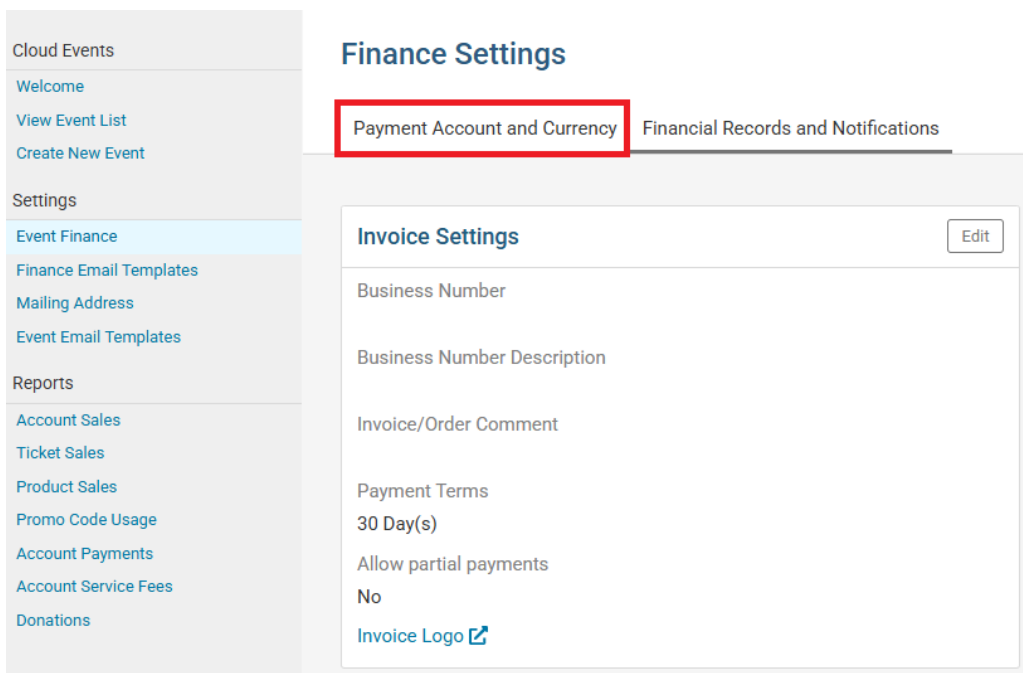 Cloud Events
Welcome
View Event List
Create New Event
Settings
Event Finance
Finance Email Templates
Mailing Address
Event Email Templates
Reports
Account Sales
Ticket Sales
Product Sales
Promo Code Usage
Account Payments
Account Service Fees
Donations
Finance Settings
Payment Account and Currency
Financial Records and Notifications
Invoice Settings
Edit
Business Number
Business Number Description
Invoice/Order Comment
Payment Terms
30 Day(s)
Allow partial payments
No
Invoice Logo